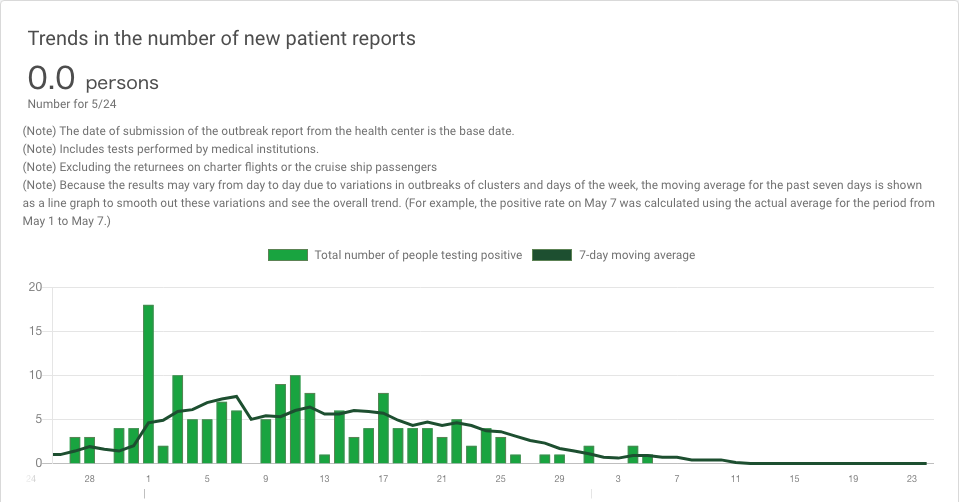 Trends in the number of new patient reports
0.0 persons
Number for 5/24
(Note) The date of submission of the outbreak report from the health center is the base date.
(Note) Includes tests performed by medical institutions.
(Note) Excluding the returnees on charter flights or the cruise ship passengers
(Note) Because the results may vary from day to day due to variations in outbreaks of clusters and days of the week, the moving average for the past seven days is shown
as a line graph to smooth out these variations and see the overall trend. (For example, the positive rate on May 7 was calculated using the actual average for the period from
May 1 to May 7.)
Total number of people testing positive 7-day moving average
20
15
10
5
0
24 28 1 5 9 13 17 21 25 29 3 7 11 15 19 23